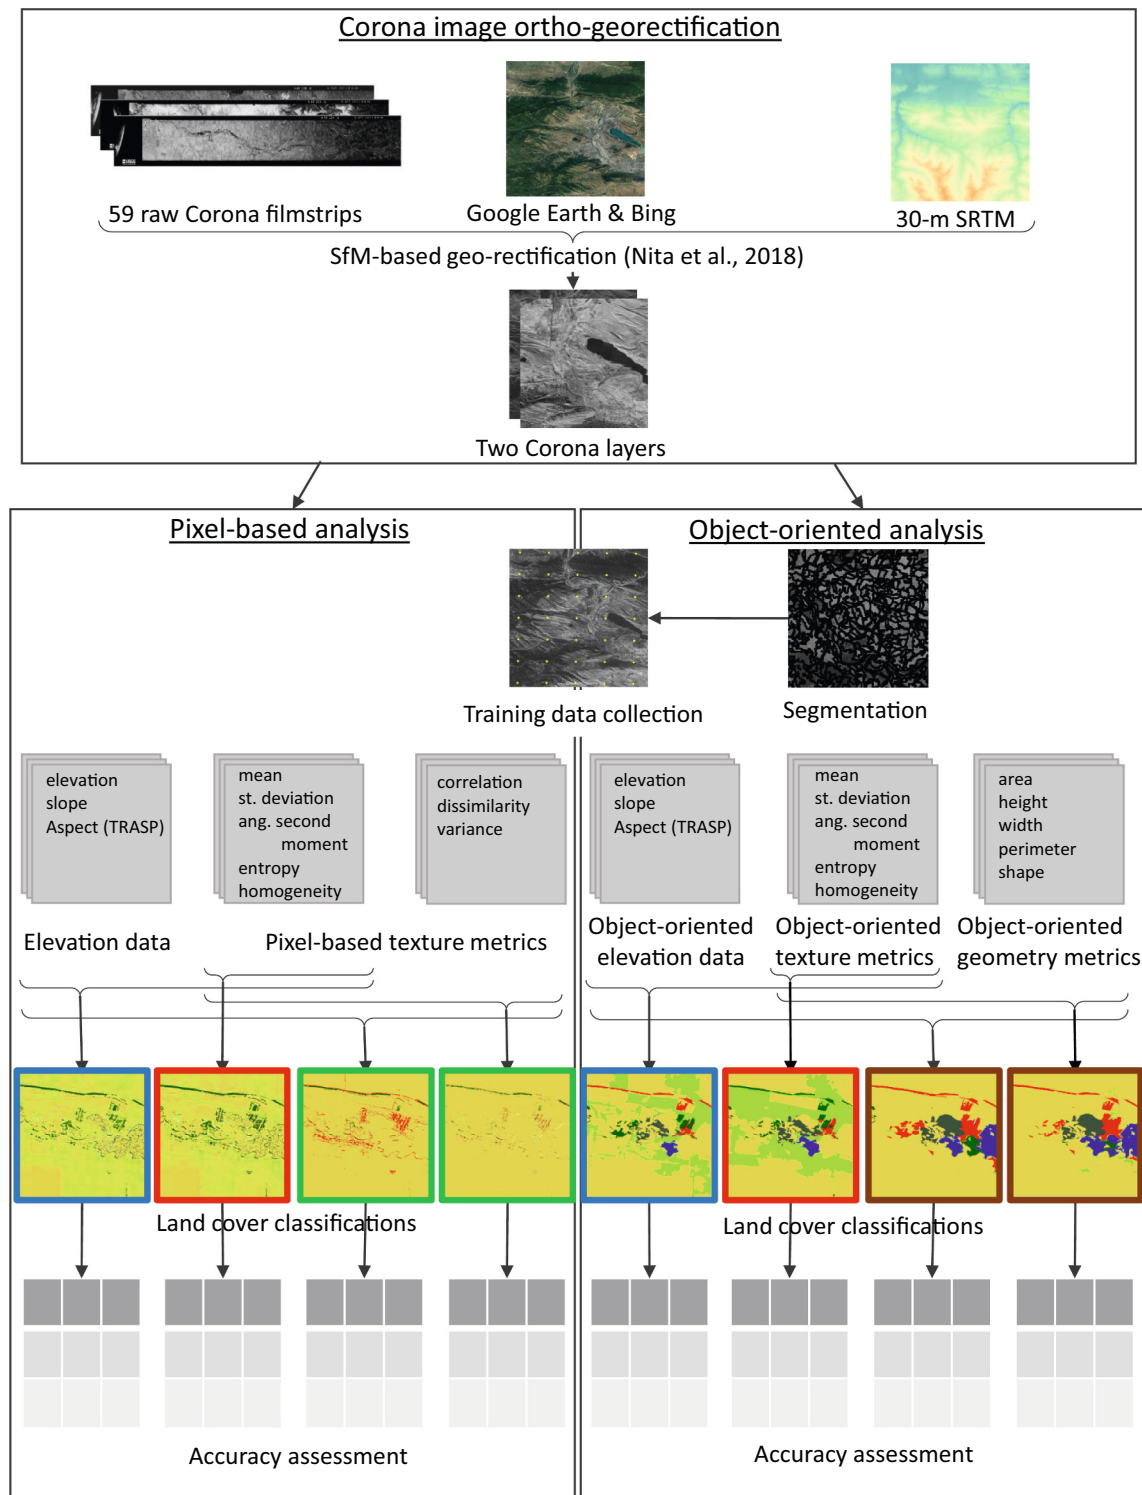 Corona image ortho-georectification
59 raw Corona filmstrips
Google Earth & Bing
30-m SRTM
SfM-based geo-rectification (Nita et al., 2018)
Two Corona layers
Pixel-based analysis
Object-oriented analysis
Training data collection
Segmentation
elevation
slope
Aspect (TRASP)
mean
st. deviation
ang. second
moment
entropy
homogeneity
correlation
dissimilarity
variance
elevation
slope
Aspect (TRASP)
mean
st. deviation
ang. second
moment
entropy
homogeneity
area
height
width
perimeter
shape
Elevation data
Pixel-based texture metrics
Object-oriented
elevation data
Object-oriented
texture metrics
Object-oriented
geometry metrics
Land cover classifications
Land cover classifications
Accuracy assessment
Accuracy assessment